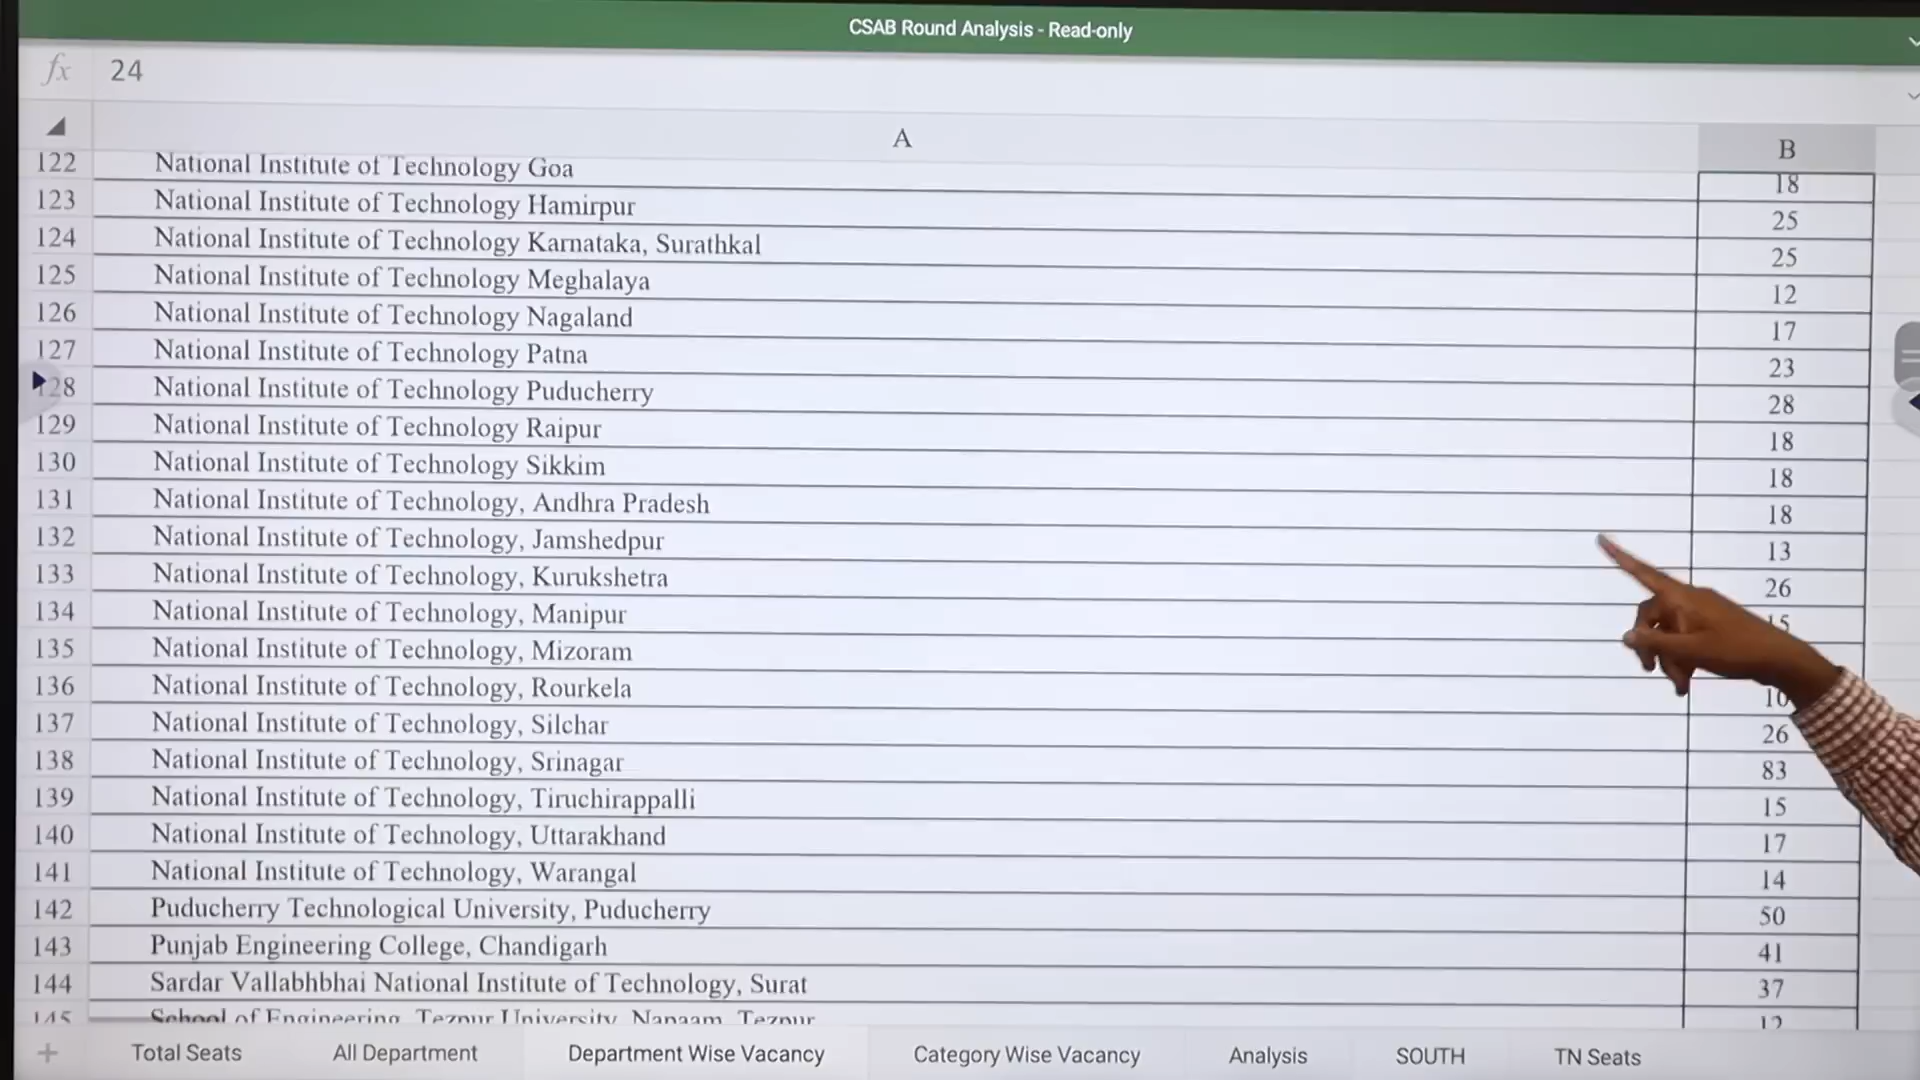 CSAB Round Analysis - Read-only
fx 24
A B
122 National Institute of Technology Goa 18
123 National Institute of Technology Hamirpur 25
124 National Institute of Technology Karnataka, Surathkal 25
125 National Institute of Technology Meghalaya 12
126 National Institute of Technology Nagaland 17
127 National Institute of Technology Patna 23
128 National Institute of Technology Puducherry 28
129 National Institute of Technology Raipur 18
130 National Institute of Technology Sikkim 18
131 National Institute of Technology, Andhra Pradesh 18
132 National Institute of Technology, Jamshedpur 13
133 National Institute of Technology, Kurukshetra 26
134 National Institute of Technology, Manipur
135 National Institute of Technology, Mizoram
136 National Institute of Technology, Rourkela 10
137 National Institute of Technology, Silchar 26
138 National Institute of Technology, Srinagar 83
139 National Institute of Technology, Tiruchirappalli 15
140 National Institute of Technology, Uttarakhand 17
141 National Institute of Technology, Warangal 14
142 Puducherry Technological University, Puducherry 50
143 Punjab Engineering College, Chandigarh 41
144 Sardar Vallabhbhai National Institute of Technology, Surat 37
145 School of Engineering, Tezpur University, Napaam, Tezpur 12
+ Total Seats All Department Department Wise Vacancy Category Wise Vacancy Analysis SOUTH TN Seats